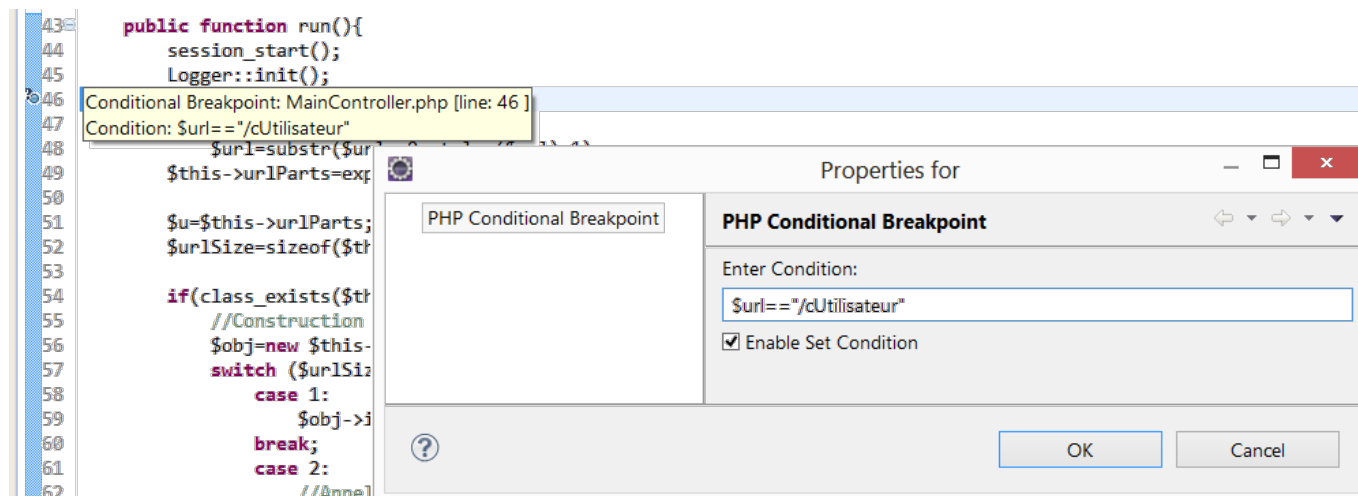 43 public function run(){
44 session_start();
45 Logger::init();
46
Conditional Breakpoint: MainController.php [line: 46 ]
Condition: $url=="/cUtilisateur"
47
48 $url=substr($ur
49 $this->urlParts=exp
50
51 $u=$this->urlParts;
52 $urlSize=sizeof($th
53
54 if(class_exists($th
55 //Construction
56 $obj=new $this-
57 switch ($urlSiz
58 case 1:
59 $obj->i
60 break;
61 case 2:
62 //Appel
Properties for
PHP Conditional Breakpoint
PHP Conditional Breakpoint
Enter Condition:
$url=="/cUtilisateur"
Enable Set Condition
OK
Cancel